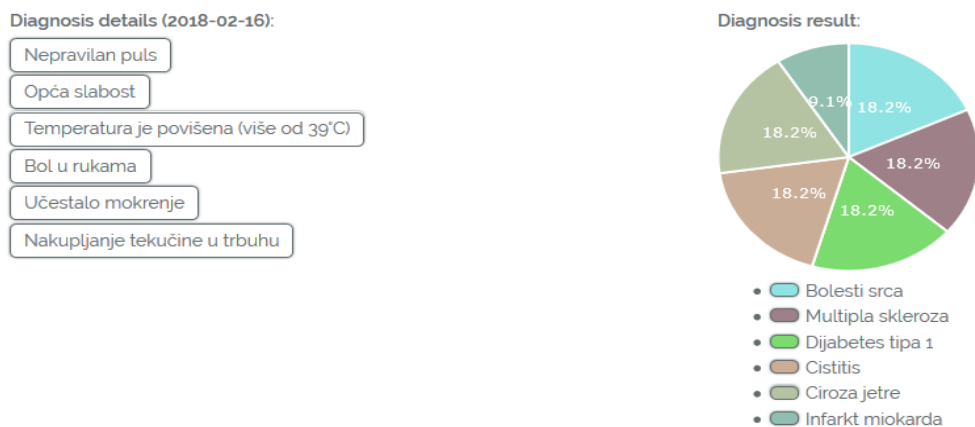 Diagnosis details (2018-02-16):
Nepravilan puls
Opća slabost
Temperatura je povišena (više od 39°C)
Bol u rukama
Učestalo mokrenje
Nakupljanje tekučine u trbuhu
Diagnosis result:
9.1%
18.2%
18.2%
18.2%
18.2%
18.2%
Bolesti srca
Multipla skleroza
Dijabetes tipa 1
Cistitis
Ciroza jetre
Infarkt miokarda